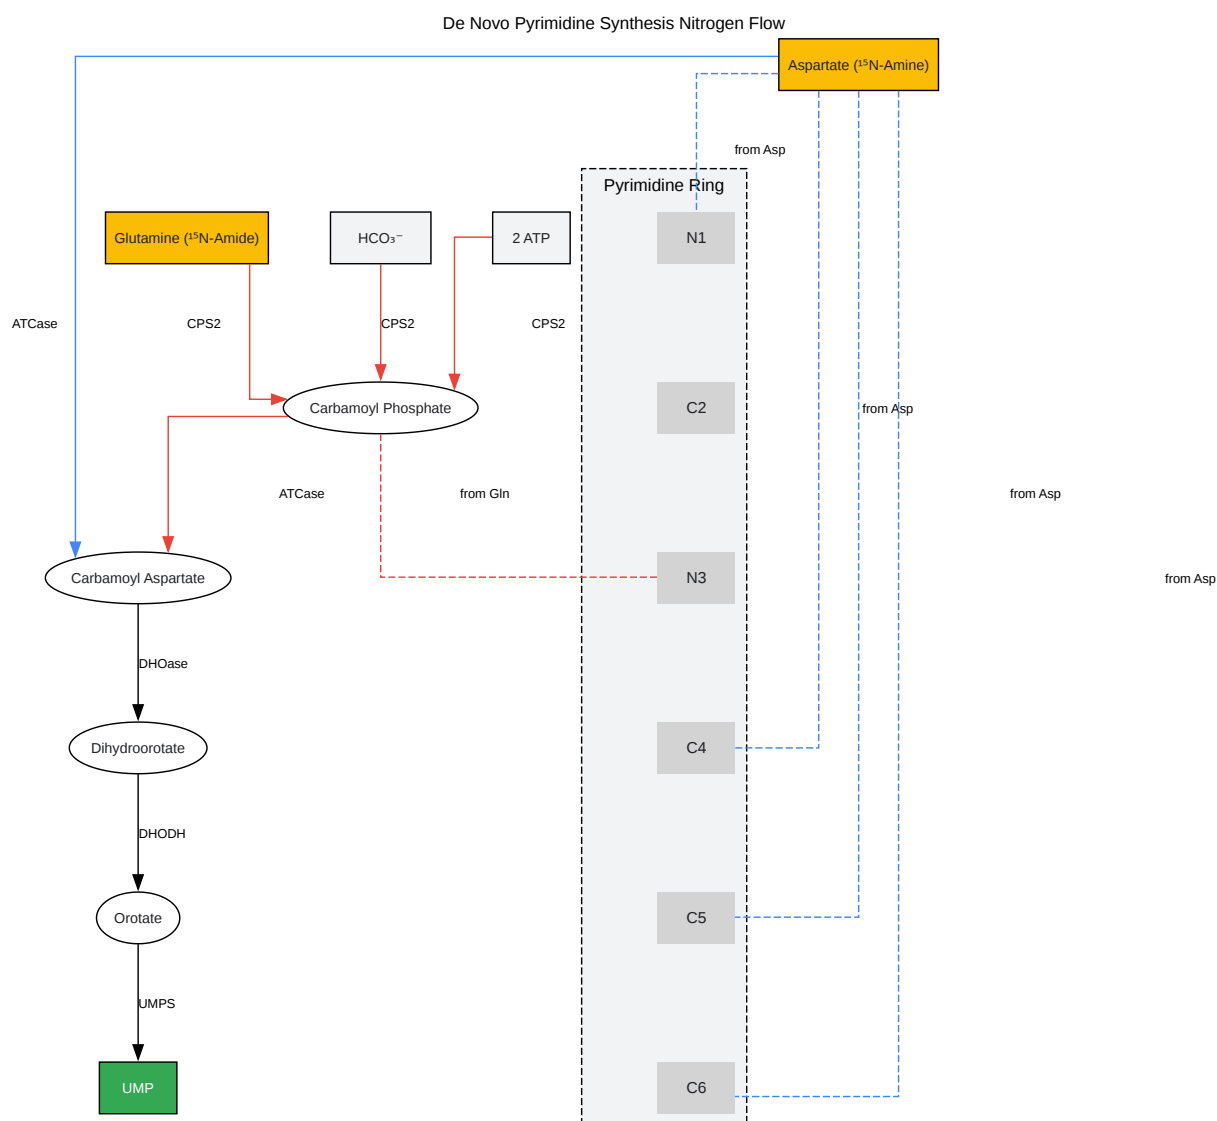 De Novo Pyrimidine Synthesis Nitrogen Flow
Aspartate (¹⁵N-Amine)
from Asp
Pyrimidine Ring
Glutamine (¹⁵N-Amide)
HCO₃⁻
2 ATP
N1
ATCase
CPS2
CPS2
CPS2
Carbamoyl Phosphate
C2
from Asp
ATCase
from Gln
from Asp
Carbamoyl Aspartate
N3
from Asp
DHOase
Dihydroorotate
C4
DHODH
Orotate
C5
UMPS
UMP
C6